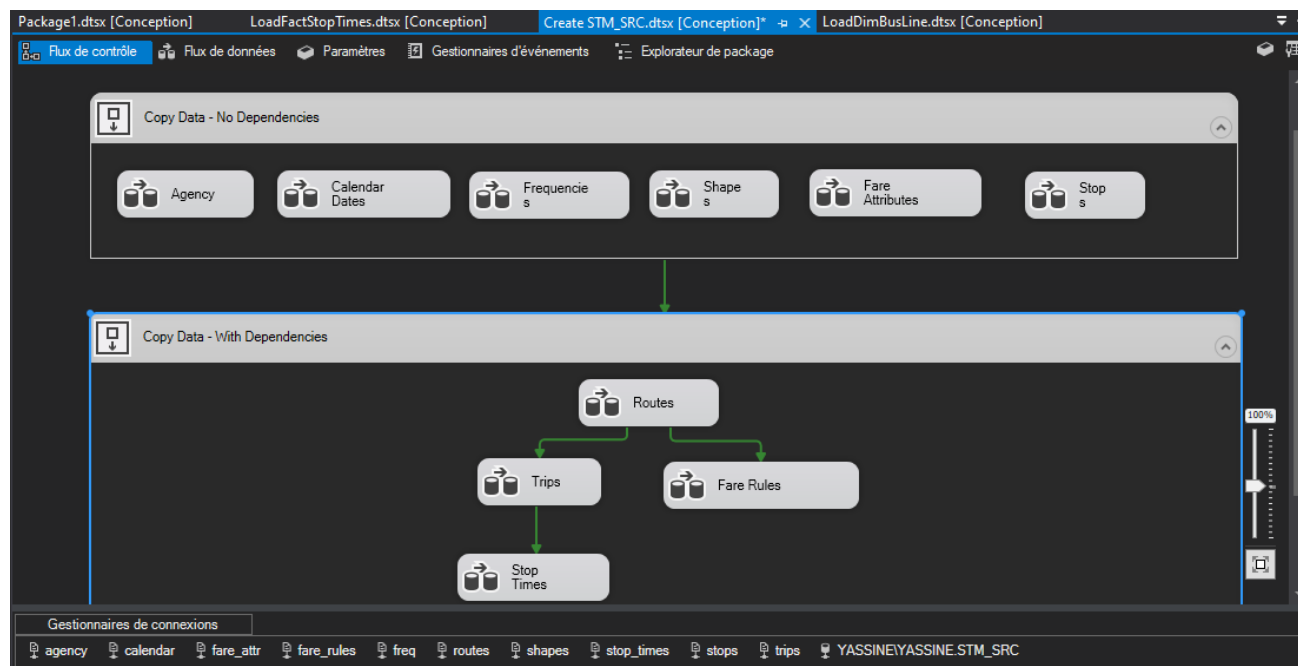 Package1.dtsx [Conception] LoadFactStopTimes.dtsx [Conception] Create STM_SRC.dtsx [Conception]* LoadDimBusLine.dtsx [Conception]
Flux de contrôle Flux de données Paramètres Gestionnaires d'événements Explorateur de package
Copy Data - No Dependencies
Agency
Calendar
Dates
Frequencie
s
Shape
s
Fare
Attributes
Stop
s
Copy Data - With Dependencies
Routes
100%
Trips
Fare Rules
Stop
Times
Gestionnaires de connexions
agency calendar fare_attr fare_rules freq routes shapes stop_times stops trips YASSINE\YASSINE.STM_SRC